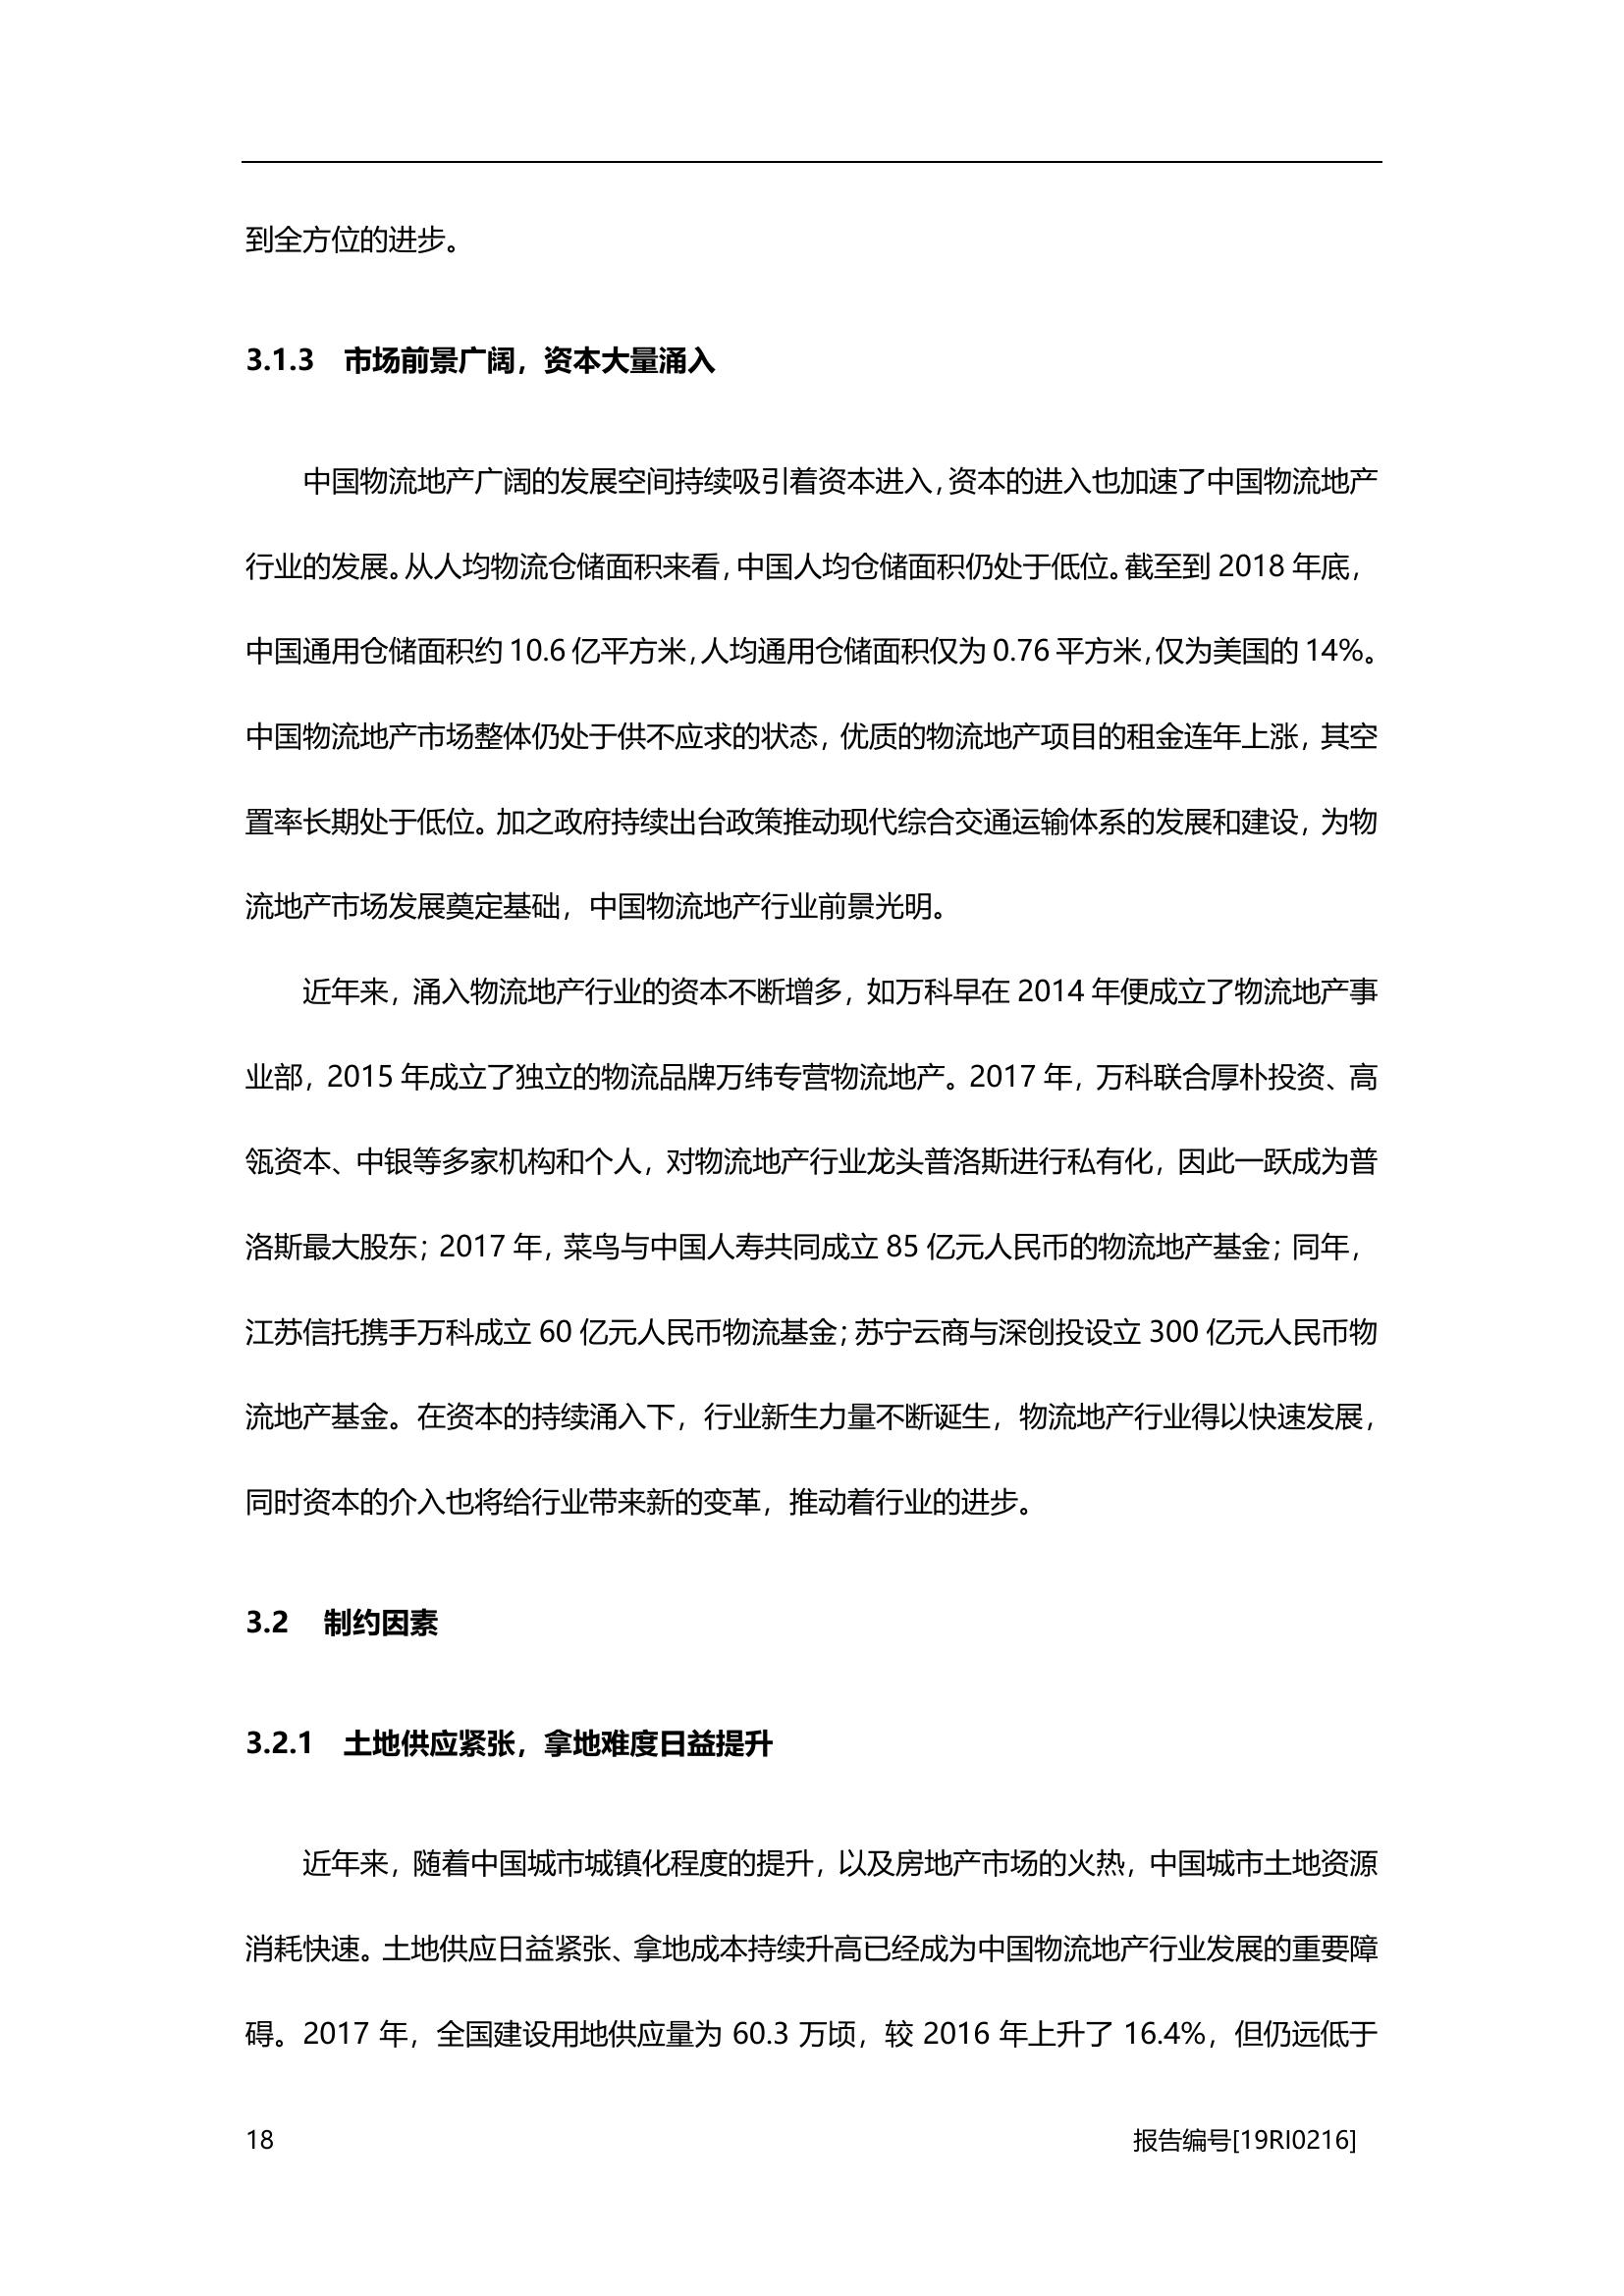 到全方位的进步。
3.1.3 市场前景广阔，资本大量涌入
中国物流地产广阔的发展空间持续吸引着资本进入，资本的进入也加速了中国物流地产
行业的发展。从人均物流仓储面积来看，中国人均仓储面积仍处于低位。截至到 2018 年底，
中国通用仓储面积约 10.6 亿平方米，人均通用仓储面积仅为 0.76 平方米，仅为美国的 14%。
中国物流地产市场整体仍处于供不应求的状态，优质的物流地产项目的租金连年上涨，其空
置率长期处于低位。加之政府持续出台政策推动现代综合交通运输体系的发展和建设，为物
流地产市场发展奠定基础，中国物流地产行业前景光明。
近年来，涌入物流地产行业的资本不断增多，如万科早在 2014 年便成立了物流地产事
业部，2015 年成立了独立的物流品牌万纬专营物流地产。2017 年，万科联合厚朴投资、高
瓴资本、中银等多家机构和个人，对物流地产行业龙头普洛斯进行私有化，因此一跃成为普
洛斯最大股东；2017 年，菜鸟与中国人寿共同成立 85 亿元人民币的物流地产基金；同年，
江苏信托携手万科成立 60 亿元人民币物流基金；苏宁云商与深创投设立 300 亿元人民币物
流地产基金。在资本的持续涌入下，行业新生力量不断诞生，物流地产行业得以快速发展，
同时资本的介入也将给行业带来新的变革，推动着行业的进步。
3.2 制约因素
3.2.1 土地供应紧张，拿地难度日益提升
近年来，随着中国城市城镇化程度的提升，以及房地产市场的火热，中国城市土地资源
消耗快速。土地供应日益紧张、拿地成本持续升高已经成为中国物流地产行业发展的重要障
碍。2017 年，全国建设用地供应量为 60.3 万顷，较 2016 年上升了 16.4%，但仍远低于
18 报告编号[19RI0216]